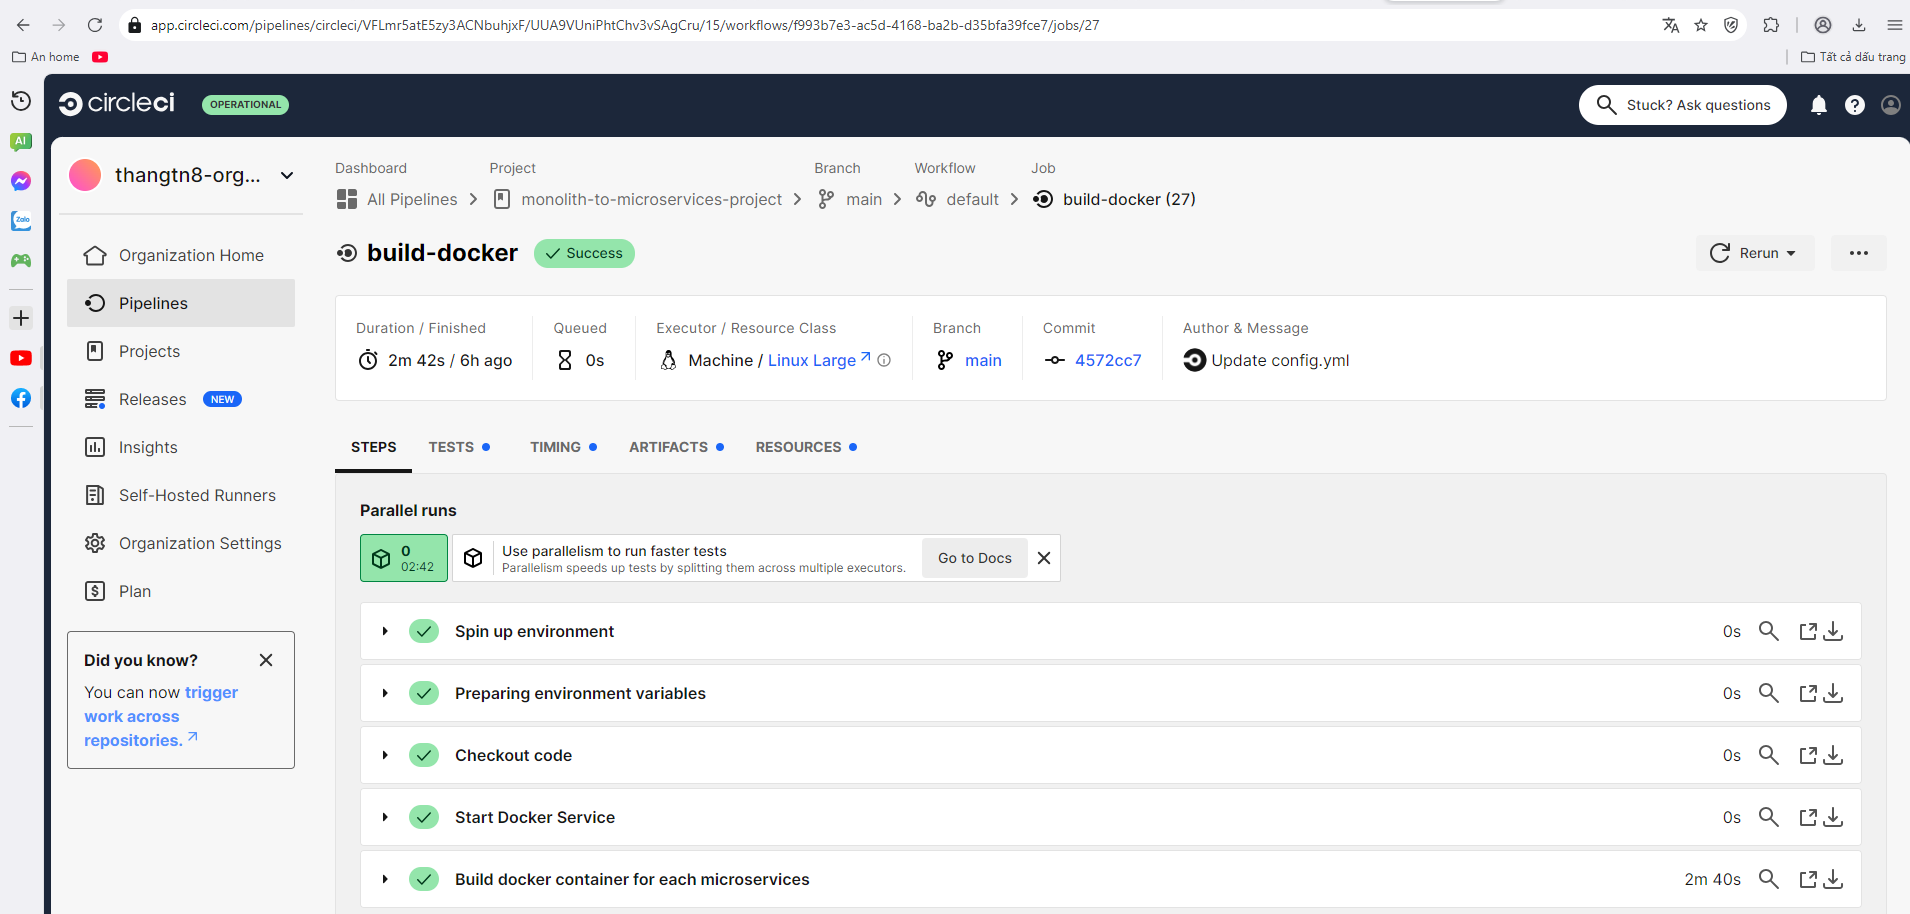 app.circleci.com/pipelines/circleci/VFLmr5atE5zy3ACNbuhjxF/UUA9VUniPhtChv3vSAgCru/15/workflows/f993b7e3-ac5d-4168-ba2b-d35bfa39fce7/jobs/27
An home
Tất cả dấu trang
circleci OPERATIONAL
Stuck? Ask questions
AI
Zalo
thangtn8-org...
Organization Home
Pipelines
Projects
Releases NEW
Insights
Self-Hosted Runners
Organization Settings
Plan
Did you know?
You can now trigger
work across
repositories.
Dashboard Project Branch Workflow Job
All Pipelines monolith-to-microservices-project main default build-docker (27)
build-docker Success
Rerun
Duration / Finished Queued Executor / Resource Class Branch Commit Author & Message
2m 42s / 6h ago 0s Machine / Linux Large main 4572cc7 Update config.yml
STEPS TESTS TIMING ARTIFACTS RESOURCES
Parallel runs
0
02:42
Use parallelism to run faster tests
Parallelism speeds up tests by splitting them across multiple executors.
Go to Docs
Spin up environment 0s
Preparing environment variables 0s
Checkout code 0s
Start Docker Service 0s
Build docker container for each microservices 2m 40s